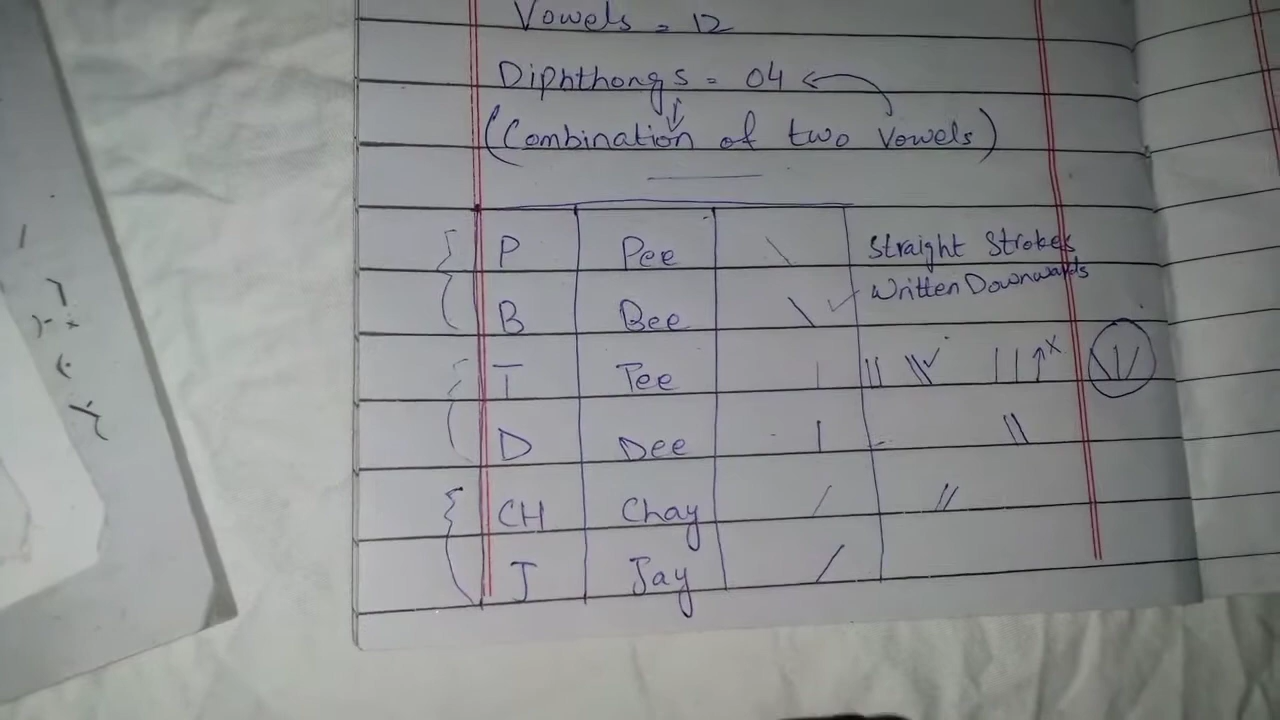 Vowels = 12
Diphthongs = 04
(Combination of two Vowels)
P Pee \ Straight Strokes
B Bee \ Written Downwards
T Tee |
D Dee |
CH Chay /
J Jay /